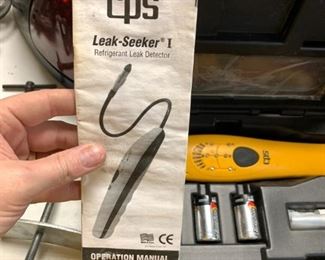 cps
Leak-Seeker® I
Refrigerant Leak Detector
CE
OPERATION MANUAL
cps